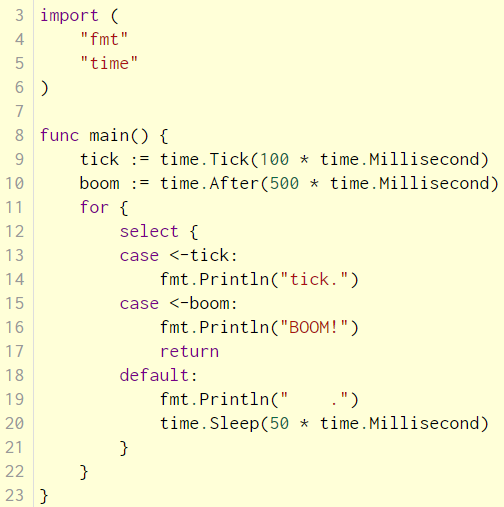 3 import (
4     "fmt"
5     "time"
6 )
7
8 func main() {
9     tick := time.Tick(100 * time.Millisecond)
10     boom := time.After(500 * time.Millisecond)
11     for {
12         select {
13         case <-tick:
14             fmt.Println("tick.")
15         case <-boom:
16             fmt.Println("BOOM!")
17             return
18         default:
19             fmt.Println("    .")
20             time.Sleep(50 * time.Millisecond)
21         }
22     }
23 }